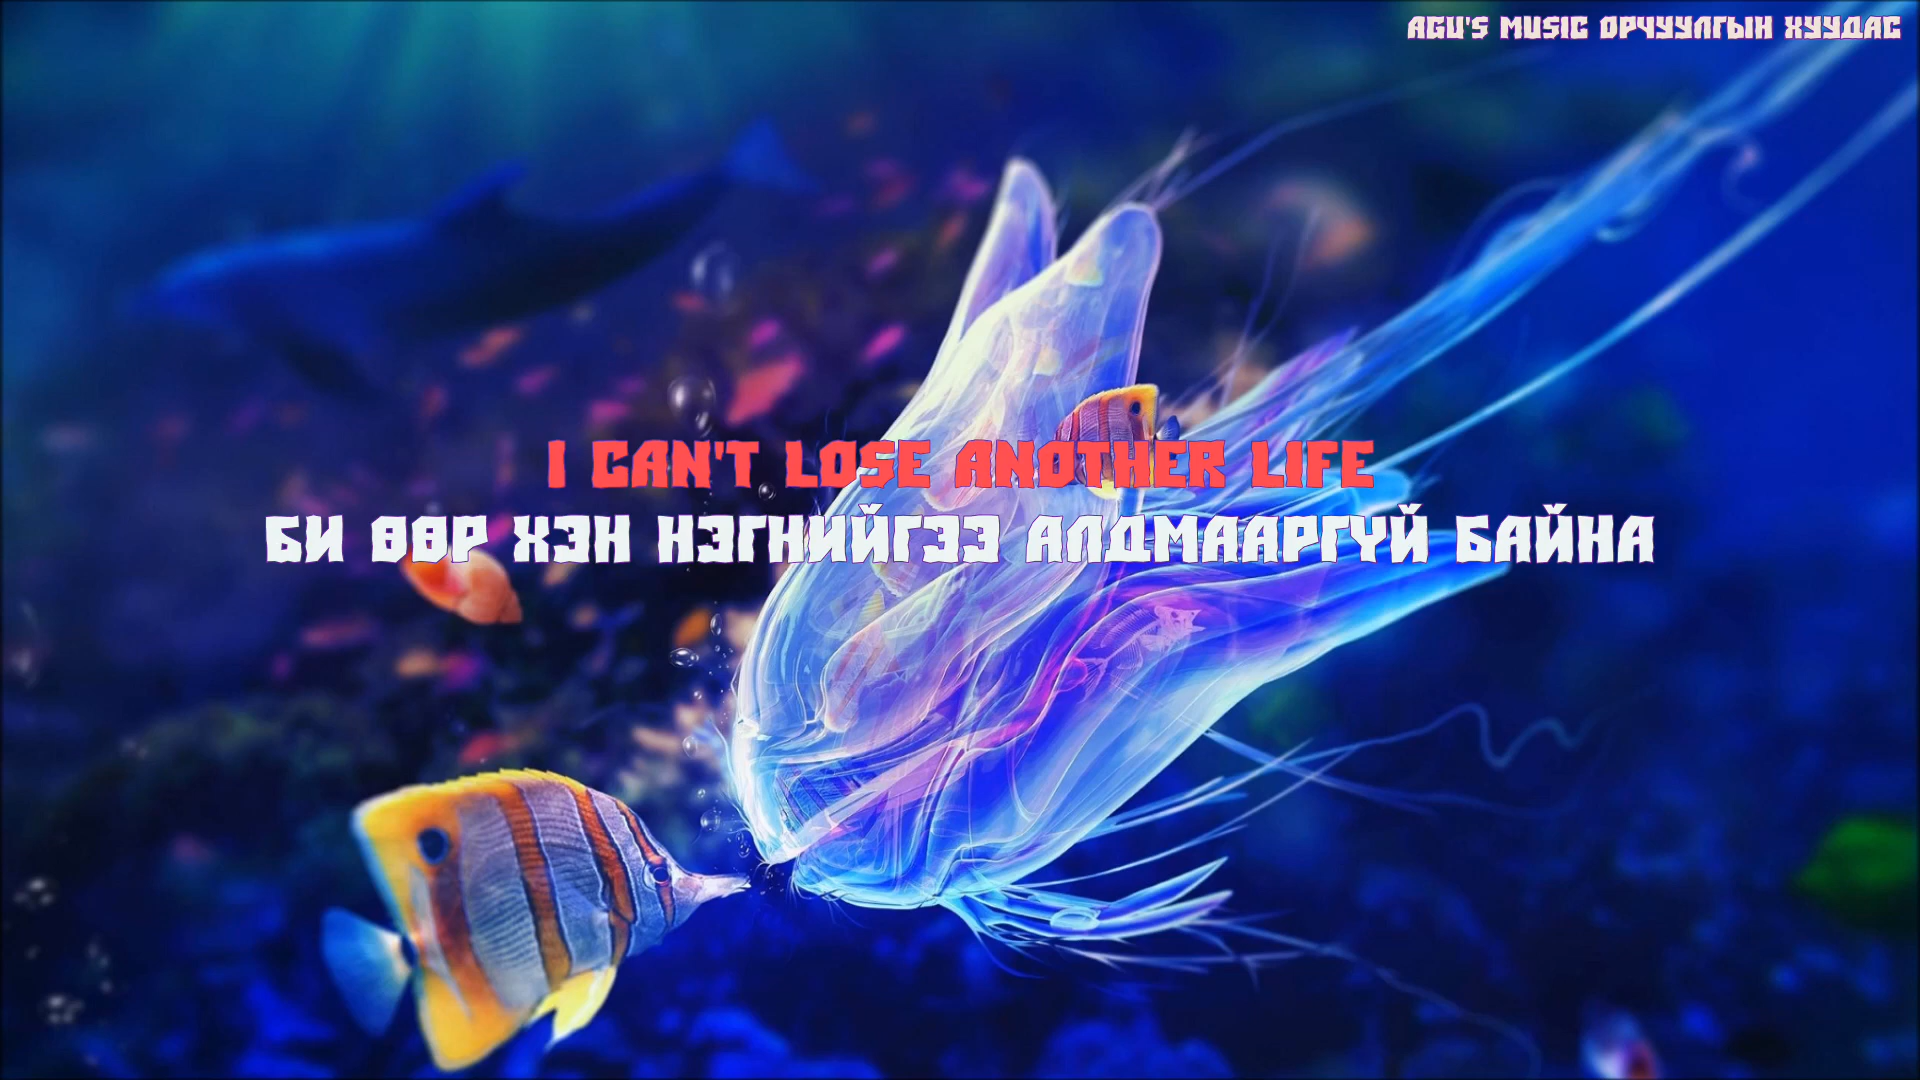 AGU'S MUSIC ОРЧУУЛГЫН ХУУДАС
I CAN'T LOSE ANOTHER LIFE
БИ ӨӨР ХЭН НЭГНИЙГЭЭ АЛДМААРГҮЙ БАЙНА